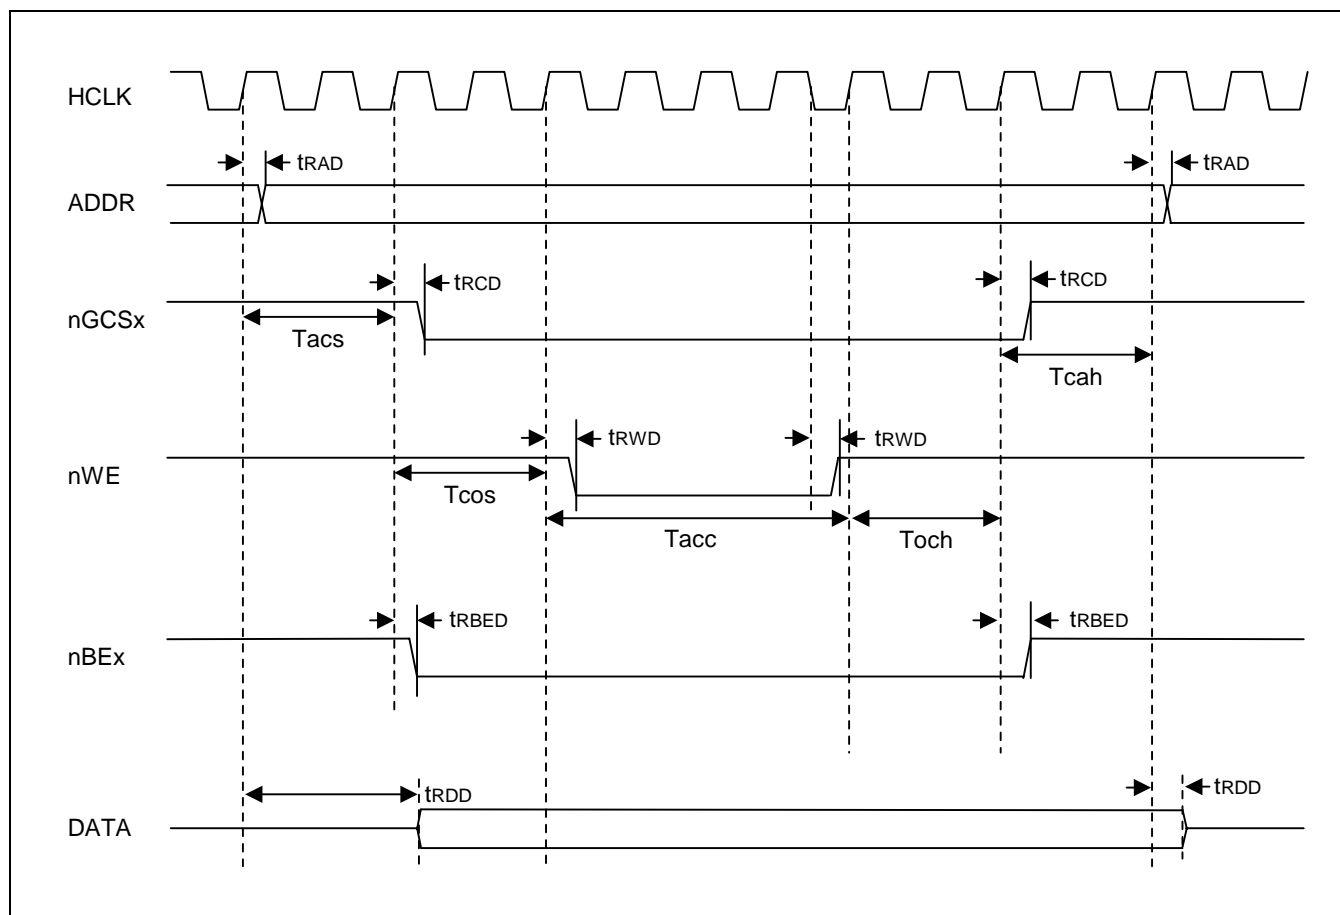 HCLK
tRAD
tRAD
ADDR
tRCD
tRCD
nGCSx
Tacs
Tcah
tRWD
tRWD
nWE
Tcos
Tacc
Toch
tRBED
tRBED
nBEx
tRDD
tRDD
DATA